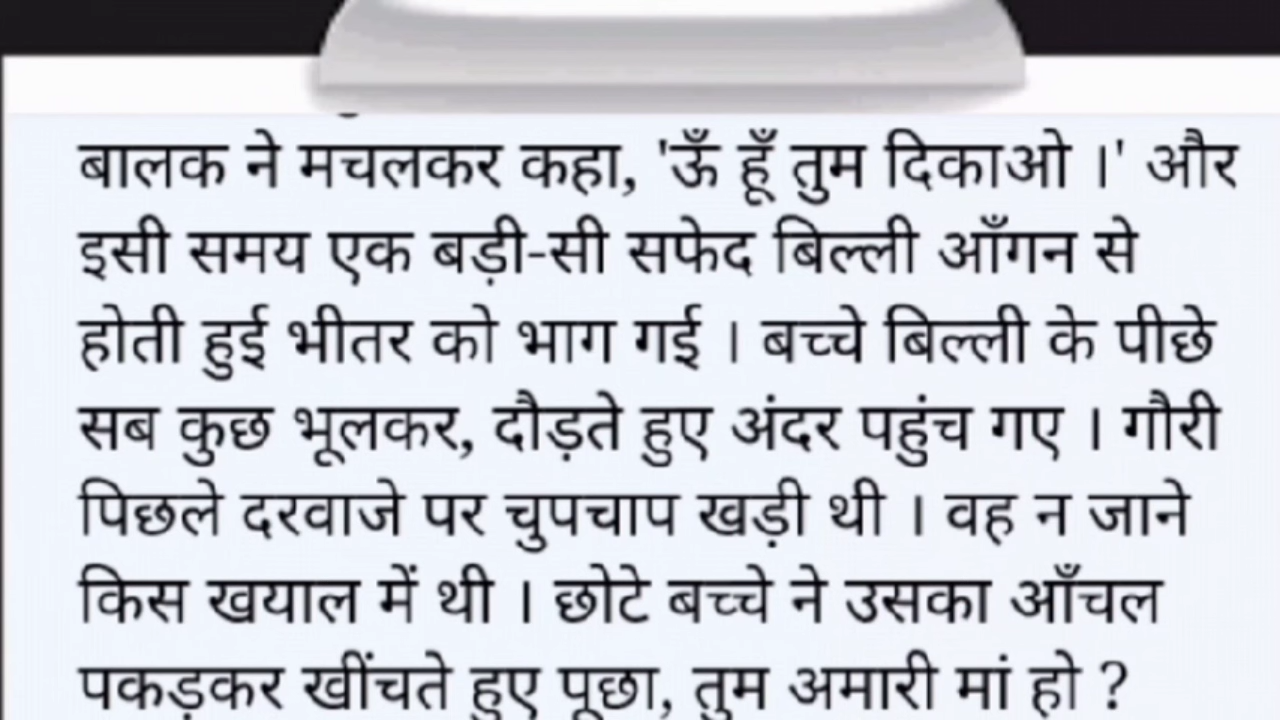 बालक ने मचलकर कहा, 'ऊँ हूँ तुम दिकाओ ।' और
इसी समय एक बड़ी-सी सफेद बिल्ली आँगन से
होती हुई भीतर को भाग गई । बच्चे बिल्ली के पीछे
सब कुछ भूलकर, दौड़ते हुए अंदर पहुंच गए । गौरी
पिछले दरवाजे पर चुपचाप खड़ी थी । वह न जाने
किस खयाल में थी । छोटे बच्चे ने उसका आँचल
पकड़कर खींचते हुए पूछा, तुम अमारी मां हो ?